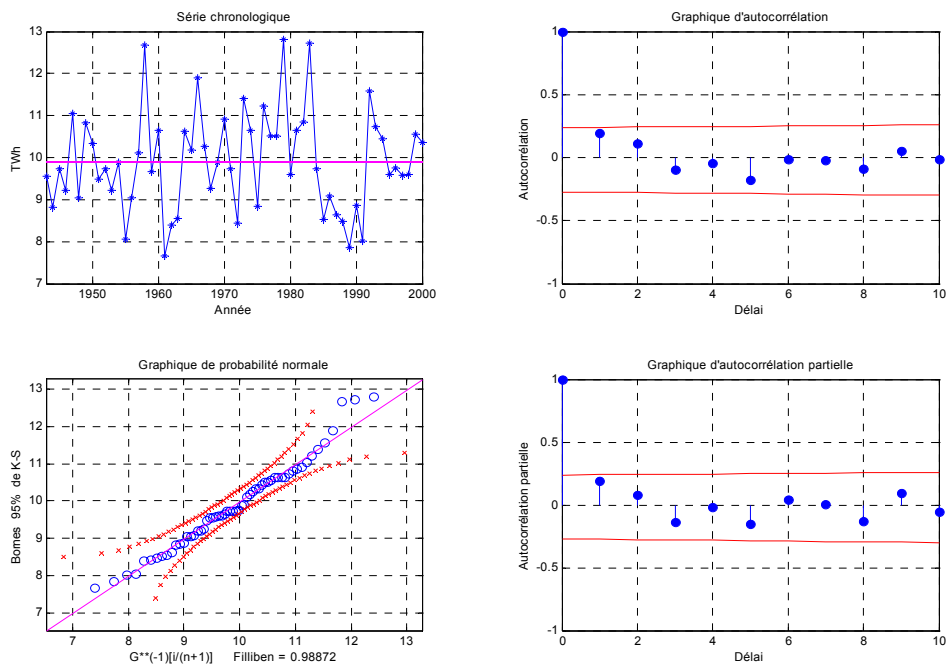 Série chronologique
13
12
11
10
9
8
7
TWh
1950 1960 1970 1980 1990 2000
Année
Graphique d'autocorrélation
1
0.5
0
-0.5
-1
Autocorrélation
0 2 4 6 8 10
Délai
Graphique de probabilité normale
13
12
11
10
9
8
7
Bornes 95% de K-S
7 8 9 10 11 12 13
G**(-1)[i/(n+1)] Filliben = 0.98872
Graphique d'autocorrélation partielle
1
0.5
0
-0.5
-1
Autocorrélation partielle
0 2 4 6 8 10
Délai